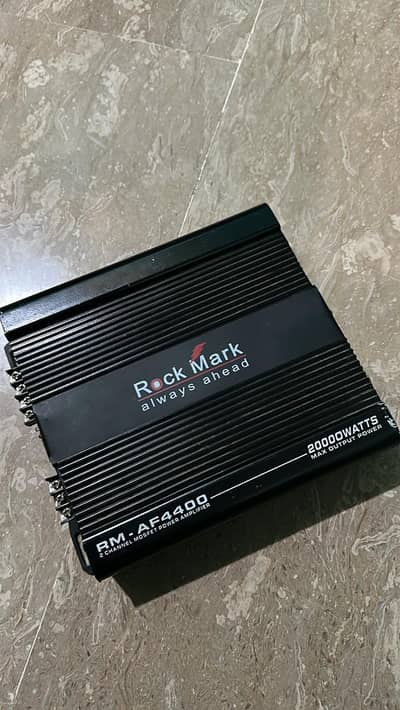 Rock Mark
always ahead
RM-AF4400
2 CHANNEL MOSFET POWER AMPLIFIER
20000WATTS
MAX OUTPUT POWER